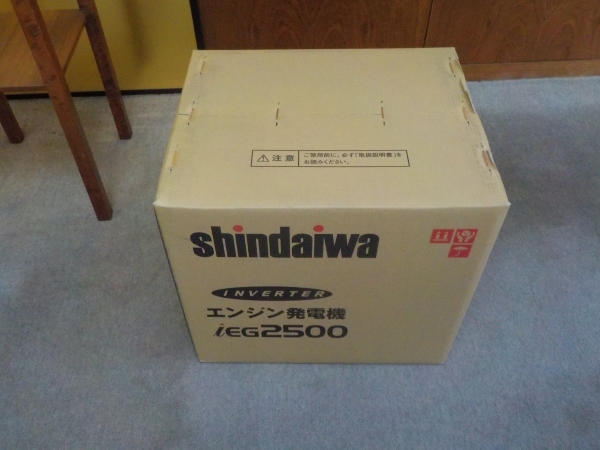 ⚠注意 ご使用前に、必ず「取扱説明書」を
お読みください。
shindaiwa
INVERTER
エンジン発電機
iEG2500